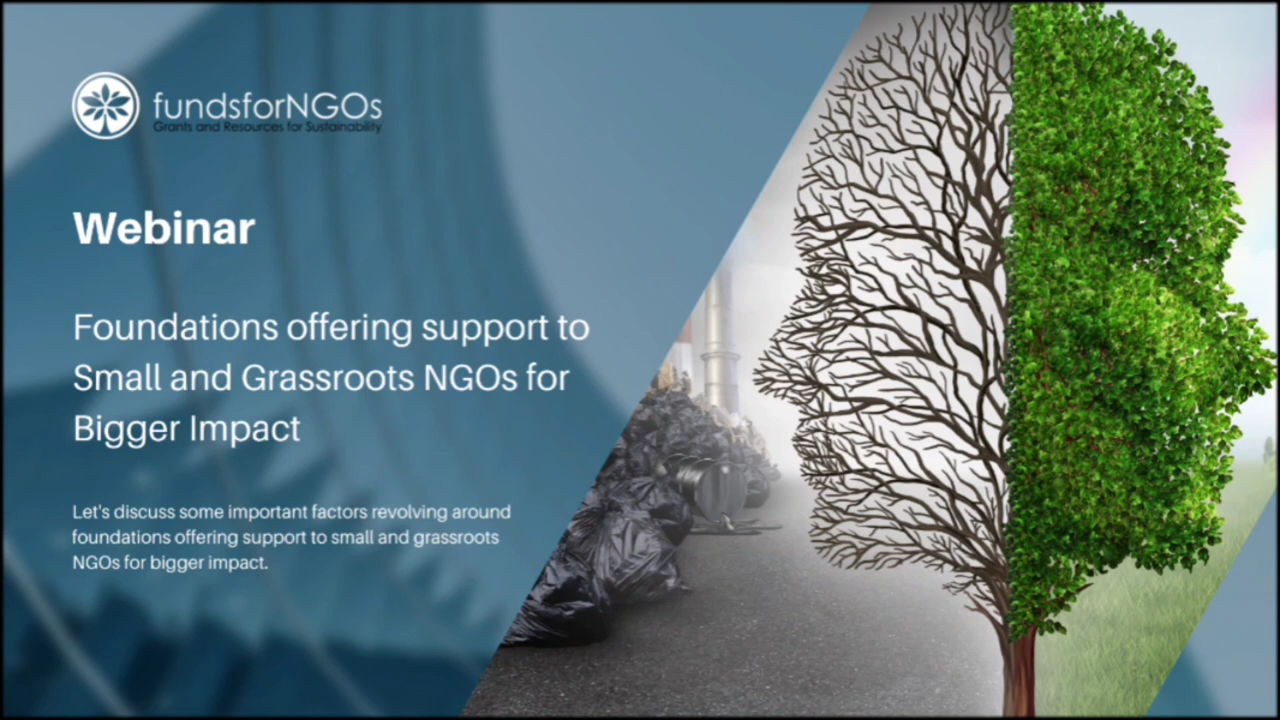 fundsforNGOs
Grants and Resources for Sustainability
Webinar
Foundations offering support to
Small and Grassroots NGOs for
Bigger Impact
Let's discuss some important factors revolving around
foundations offering support to small and grassroots
NGOs for bigger impact.